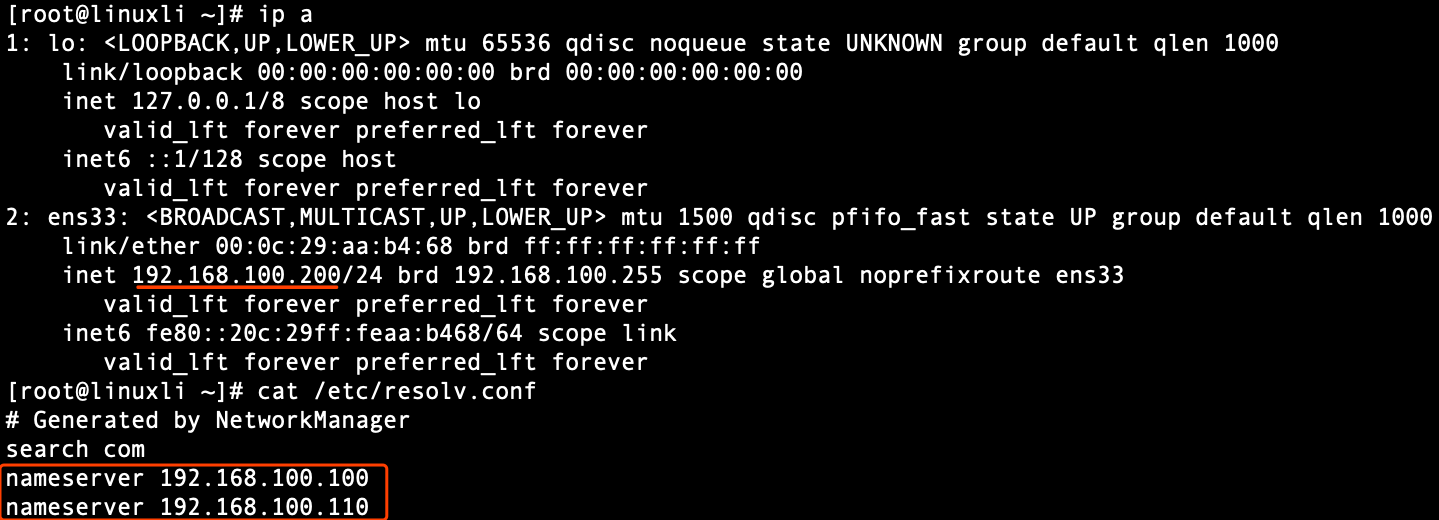 [root@linuxli ~]# ip a
1: lo: <LOOPBACK,UP,LOWER_UP> mtu 65536 qdisc noqueue state UNKNOWN group default qlen 1000
    link/loopback 00:00:00:00:00:00 brd 00:00:00:00:00:00
    inet 127.0.0.1/8 scope host lo
       valid_lft forever preferred_lft forever
    inet6 ::1/128 scope host
       valid_lft forever preferred_lft forever
2: ens33: <BROADCAST,MULTICAST,UP,LOWER_UP> mtu 1500 qdisc pfifo_fast state UP group default qlen 1000
    link/ether 00:0c:29:aa:b4:68 brd ff:ff:ff:ff:ff:ff
    inet 192.168.100.200/24 brd 192.168.100.255 scope global noprefixroute ens33
       valid_lft forever preferred_lft forever
    inet6 fe80::20c:29ff:feaa:b468/64 scope link
       valid_lft forever preferred_lft forever
[root@linuxli ~]# cat /etc/resolv.conf
# Generated by NetworkManager
search com
nameserver 192.168.100.100
nameserver 192.168.100.110